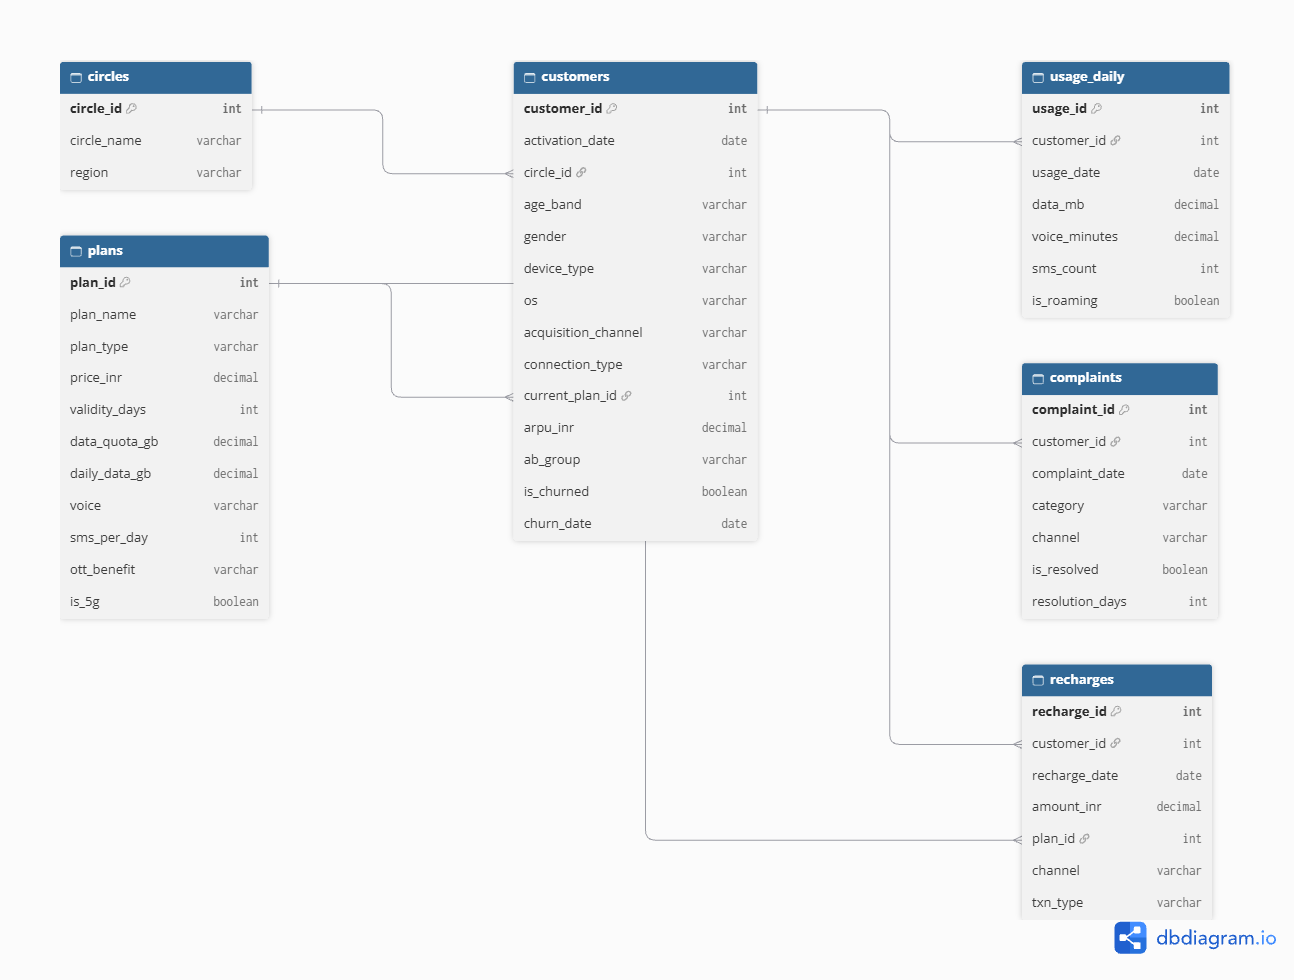 circles
circle_id int
circle_name varchar
region varchar
plans
plan_id int
plan_name varchar
plan_type varchar
price_inr decimal
validity_days int
data_quota_gb decimal
daily_data_gb decimal
voice varchar
sms_per_day int
ott_benefit varchar
is_5g boolean
customers
customer_id int
activation_date date
circle_id int
age_band varchar
gender varchar
device_type varchar
os varchar
acquisition_channel varchar
connection_type varchar
current_plan_id int
arpu_inr decimal
ab_group varchar
is_churned boolean
churn_date date
usage_daily
usage_id int
customer_id int
usage_date date
data_mb decimal
voice_minutes decimal
sms_count int
is_roaming boolean
complaints
complaint_id int
customer_id int
complaint_date date
category varchar
channel varchar
is_resolved boolean
resolution_days int
recharges
recharge_id int
customer_id int
recharge_date date
amount_inr decimal
plan_id int
channel varchar
txn_type varchar
dbdiagram.io